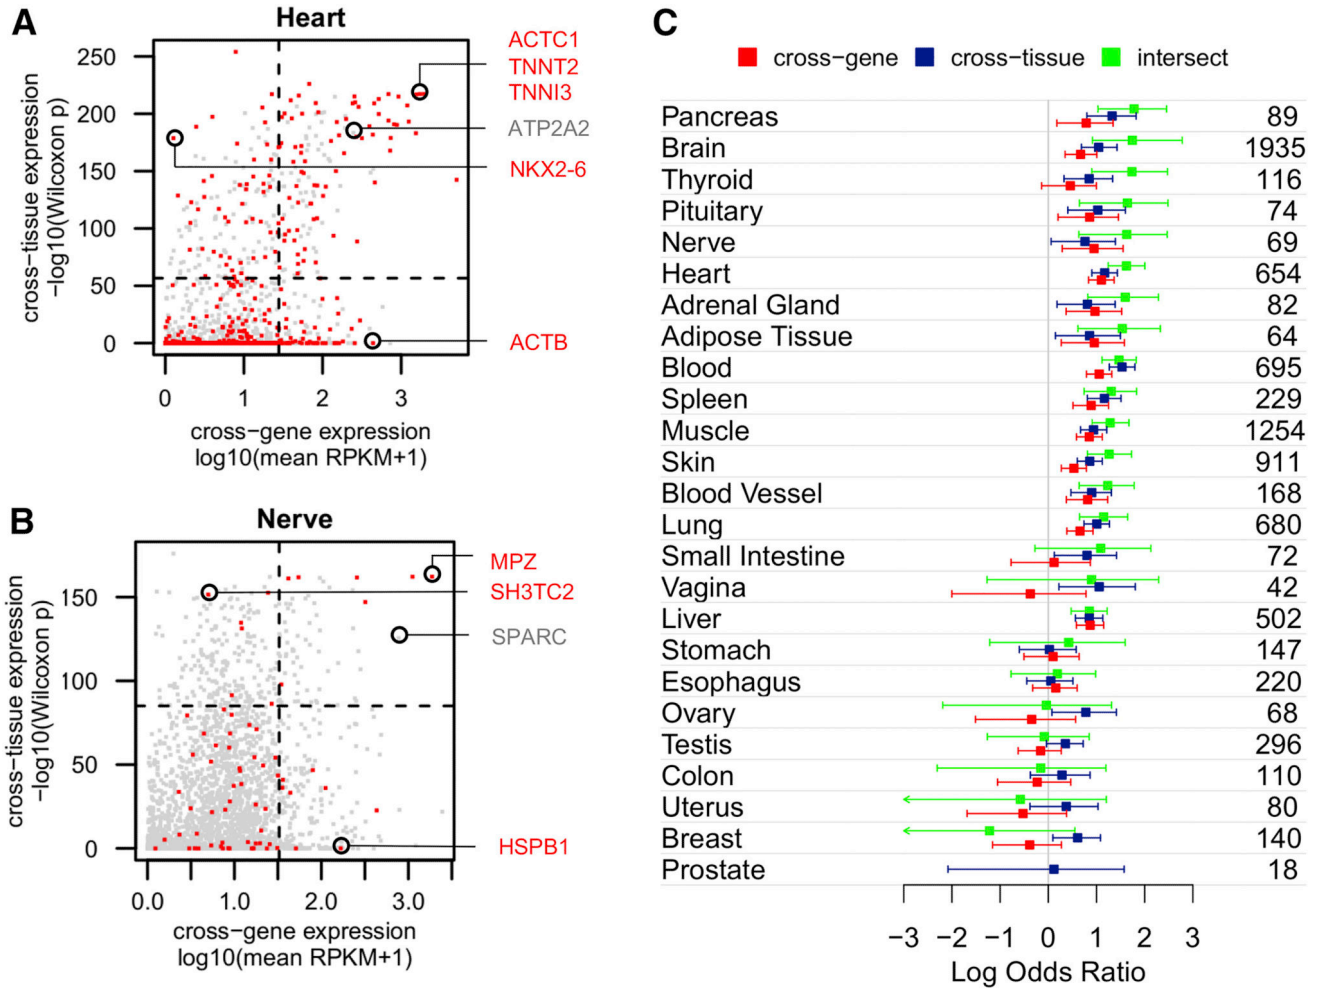 A
Heart
cross-tissue expression
−log10(Wilcoxon p)
250
200
150
100
50
0
0 1 2 3
cross-gene expression
log10(mean RPKM+1)
ACTC1
TNNT2
TNNI3
ATP2A2
NKX2-6
ACTB
B
Nerve
cross-tissue expression
−log10(Wilcoxon p)
150
100
50
0
0.0 1.0 2.0 3.0
cross-gene expression
log10(mean RPKM+1)
MPZ
SH3TC2
SPARC
HSPB1
C
cross−gene cross−tissue intersect
Pancreas 89
Brain 1935
Thyroid 116
Pituitary 74
Nerve 69
Heart 654
Adrenal Gland 82
Adipose Tissue 64
Blood 695
Spleen 229
Muscle 1254
Skin 911
Blood Vessel 168
Lung 680
Small Intestine 72
Vagina 42
Liver 502
Stomach 147
Esophagus 220
Ovary 68
Testis 296
Colon 110
Uterus 80
Breast 140
Prostate 18
−3 −2 −1 0 1 2 3
Log Odds Ratio